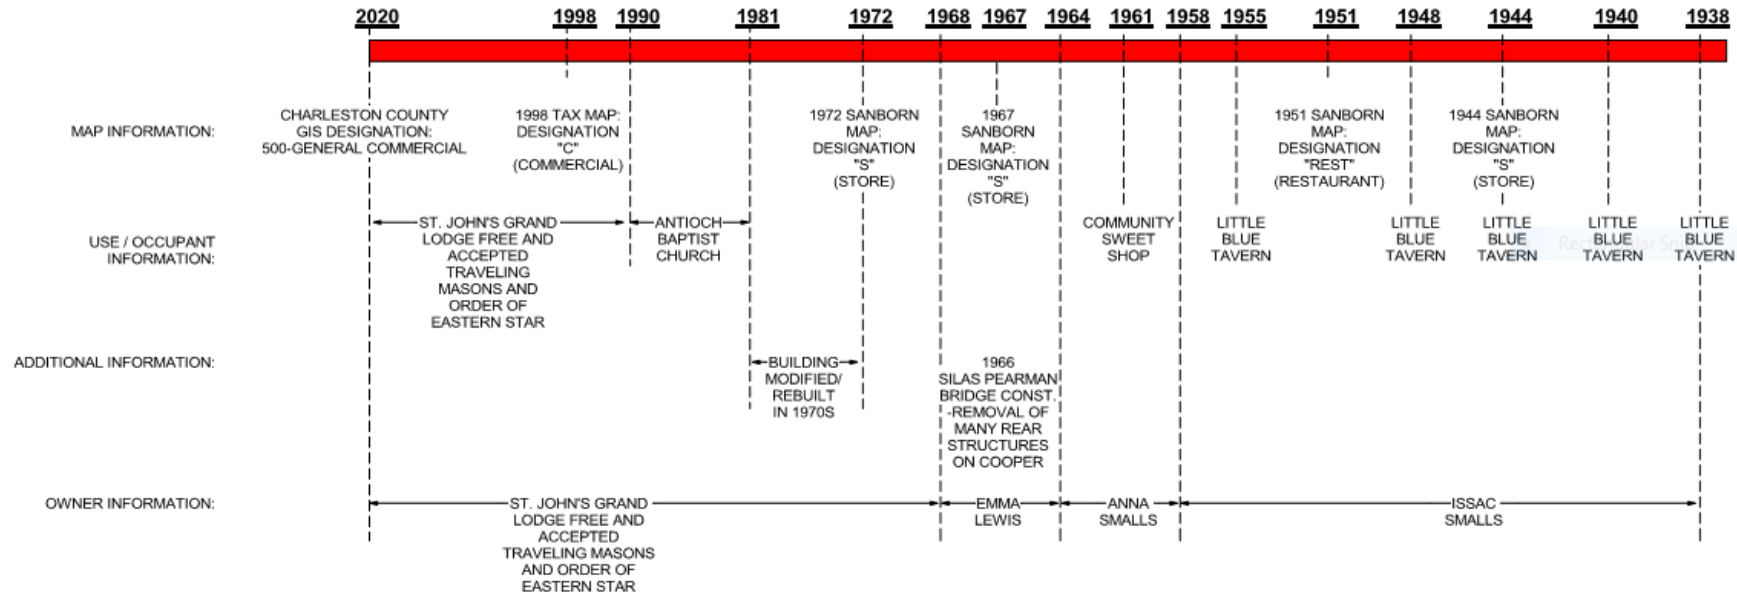 2020 1998 1990 1981 1972 1968 1967 1964 1961 1958 1955 1951 1948 1944 1940 1938
MAP INFORMATION:
CHARLESTON COUNTY
GIS DESIGNATION:
500-GENERAL COMMERCIAL
1998 TAX MAP:
DESIGNATION
"C"
(COMMERCIAL)
1972 SANBORN
MAP:
DESIGNATION
"S"
(STORE)
1967
SANBORN
MAP:
DESIGNATION
"S"
(STORE)
1951 SANBORN
MAP:
DESIGNATION
"REST"
(RESTAURANT)
1944 SANBORN
MAP:
DESIGNATION
"S"
(STORE)
USE / OCCUPANT
INFORMATION:
ST. JOHN'S GRAND
LODGE FREE AND
ACCEPTED
TRAVELING
MASONS AND
ORDER OF
EASTERN STAR
ANTIOCH
BAPTIST
CHURCH
COMMUNITY
SWEET
SHOP
LITTLE
BLUE
TAVERN
LITTLE
BLUE
TAVERN
LITTLE
BLUE
TAVERN
LITTLE
BLUE
TAVERN
LITTLE
BLUE
TAVERN
ADDITIONAL INFORMATION:
BUILDING
MODIFIED/
REBUILT
IN 1970S
1966
SILAS PEARMAN
BRIDGE CONST.
-REMOVAL OF
MANY REAR
STRUCTURES
ON COOPER
OWNER INFORMATION:
ST. JOHN'S GRAND
LODGE FREE AND
ACCEPTED
TRAVELING MASONS
AND ORDER OF
EASTERN STAR
EMMA
LEWIS
ANNA
SMALLS
ISSAC
SMALLS